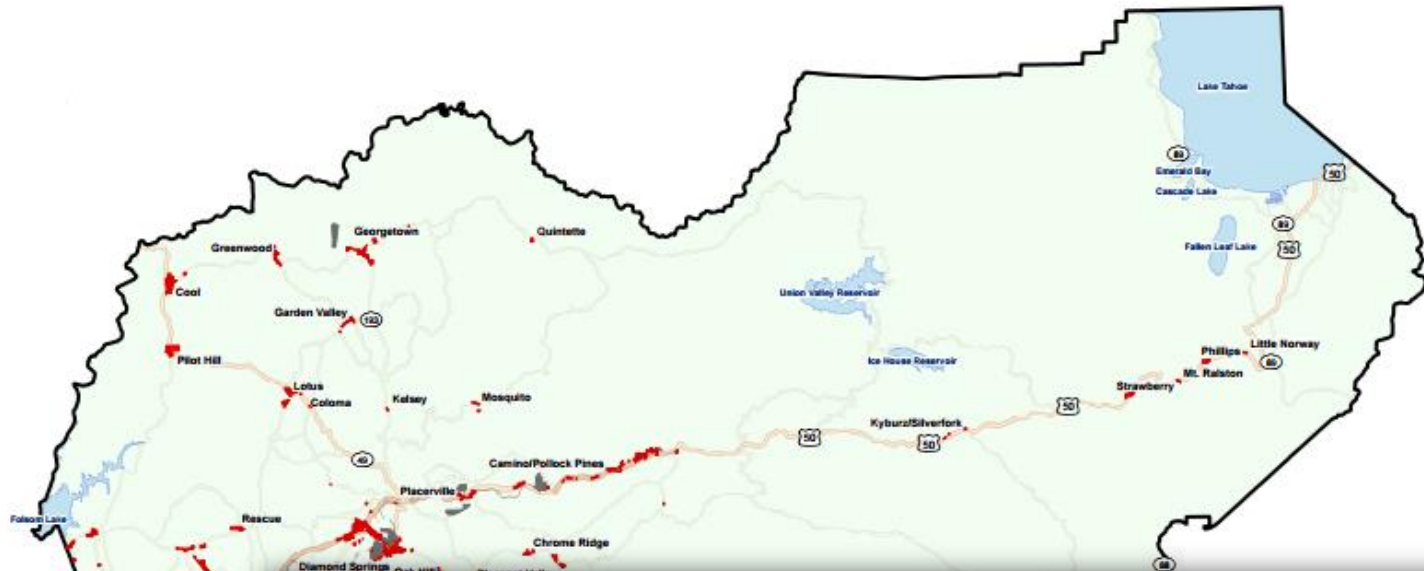 Lake Tahoe
89
Emerald Bay
50
Cascade Lake
89
Georgetown
Quintette
Greenwood
Fallen Leaf Lake
50
Cool
Union Valley Reservoir
Garden Valley
193
Pilot Hill
Phillips
Little Norway
Ice House Reservoir
89
Mt. Ralston
Lotus
Strawberry
Coloma
Kelsey
Mosquito
50
Kyburz/Silverfork
50
50
49
Camino/Pollock Pines
Placerville
Folsom Lake
Rescue
Chrome Ridge
Diamond Springs
88